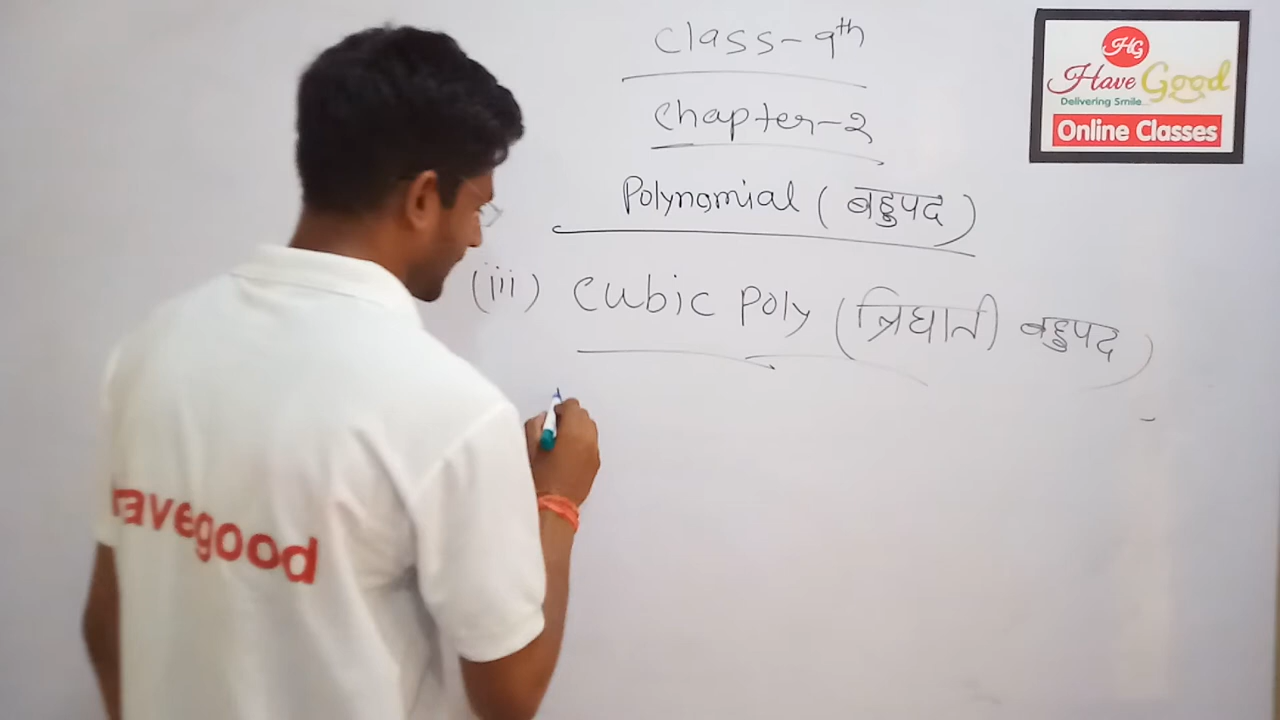 Class-9th
Chapter-2
Polynomial (बहुपद)
(iii) Cubic Poly (त्रिघाती बहुपद)
HG
Have Good
Delivering Smile...
Online Classes
havegood